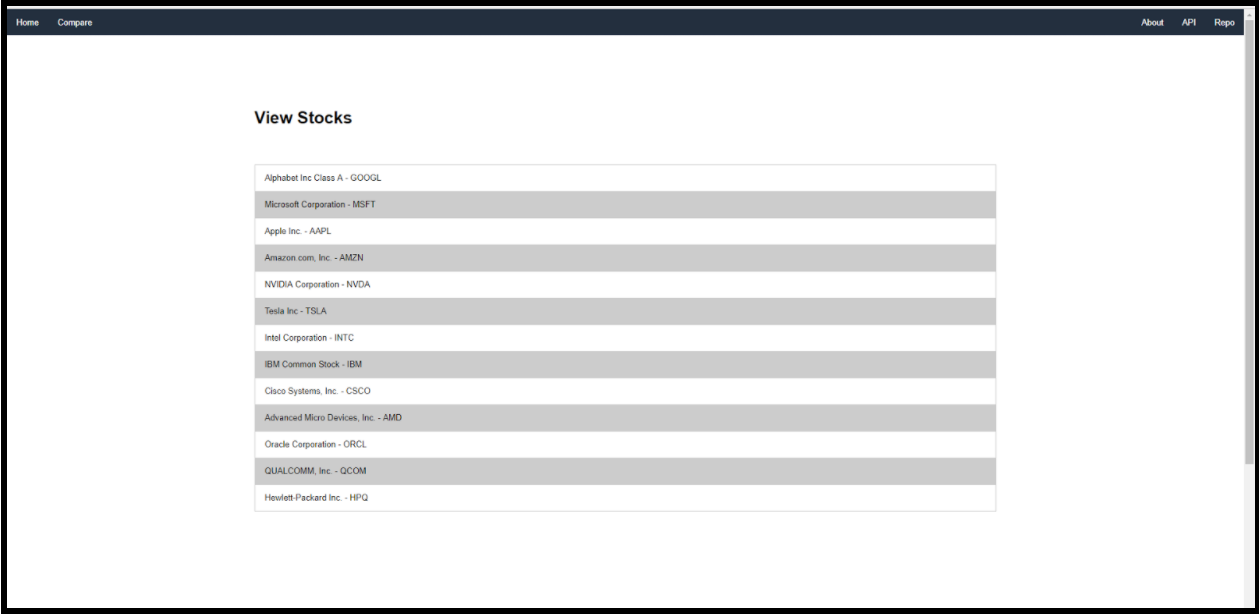 Home Compare About API Repo
View Stocks
Alphabet Inc Class A - GOOGL
Microsoft Corporation - MSFT
Apple Inc. - AAPL
Amazon.com, Inc. - AMZN
NVIDIA Corporation - NVDA
Tesla Inc - TSLA
Intel Corporation - INTC
IBM Common Stock - IBM
Cisco Systems, Inc. - CSCO
Advanced Micro Devices, Inc. - AMD
Oracle Corporation - ORCL
QUALCOMM, Inc. - QCOM
Hewlett-Packard Inc. - HPQ